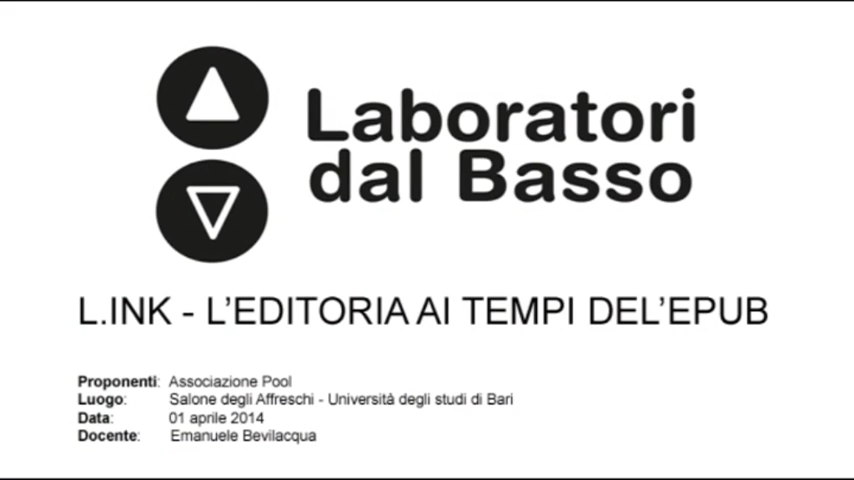 Laboratori
dal Basso
L.INK - L’EDITORIA AI TEMPI DEL’EPUB
Proponenti: Associazione Pool
Luogo: Salone degli Affreschi - Università degli studi di Bari
Data: 01 aprile 2014
Docente: Emanuele Bevilacqua